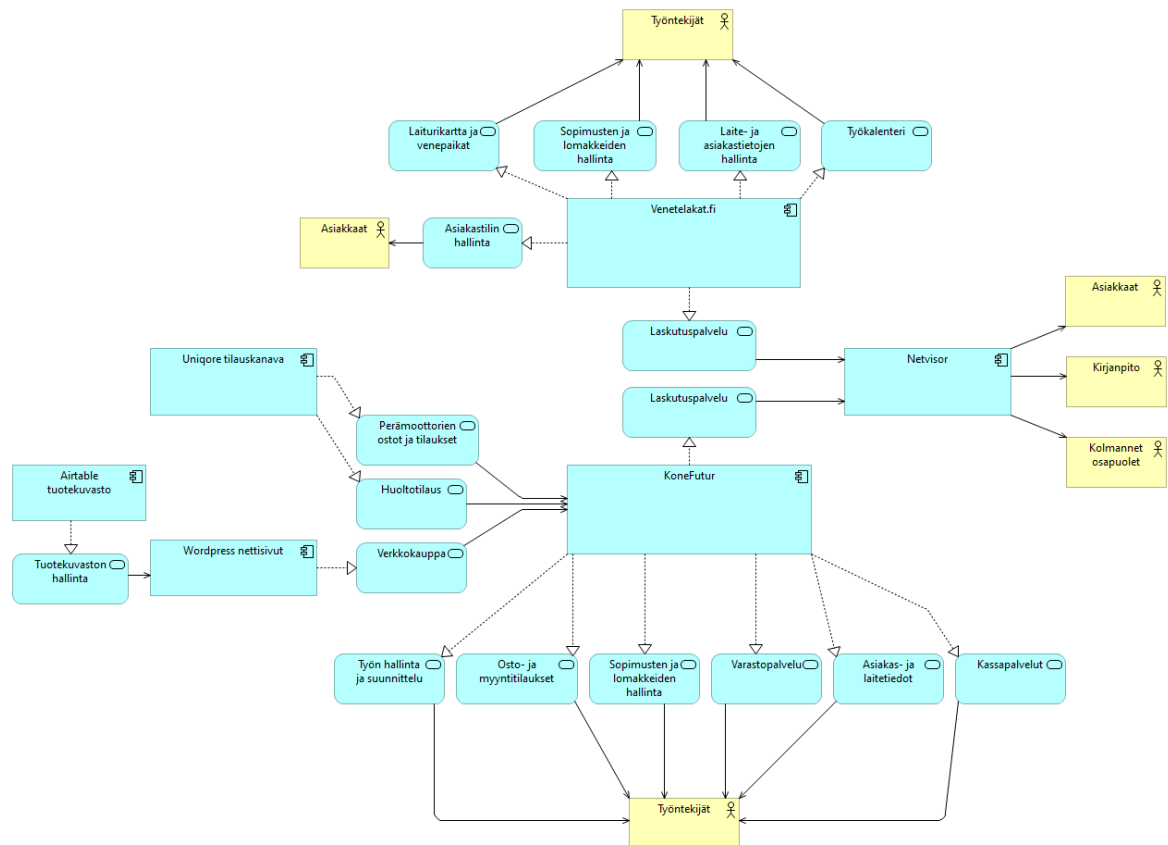 Työntekijät
Laiturikartta ja
venepaikat
Sopimusten ja
lomakkeiden
hallinta
Laite- ja
asiakastietojen
hallinta
Työkalenteri
Venetelakat.fi
Asiakkaat
Asiakastilin
hallinta
Asiakkaat
Laskutuspalvelu
Uniqore tilauskanava
Netvisor
Kirjanpito
Laskutuspalvelu
Perämoottorien
ostot ja tilaukset
Kolmannet
osapuolet
Airtable
tuotekuvasto
KoneFutur
Huoltotilaus
Wordpress nettisivut
Verkkokauppa
Tuotekuvaston
hallinta
Työn hallinta
ja suunnittelu
Osto- ja
myyntitilaukset
Sopimusten ja
lomakkeiden
hallinta
Varastopalvelu
Asiakas- ja
laitetiedot
Kassapalvelut
Työntekijät